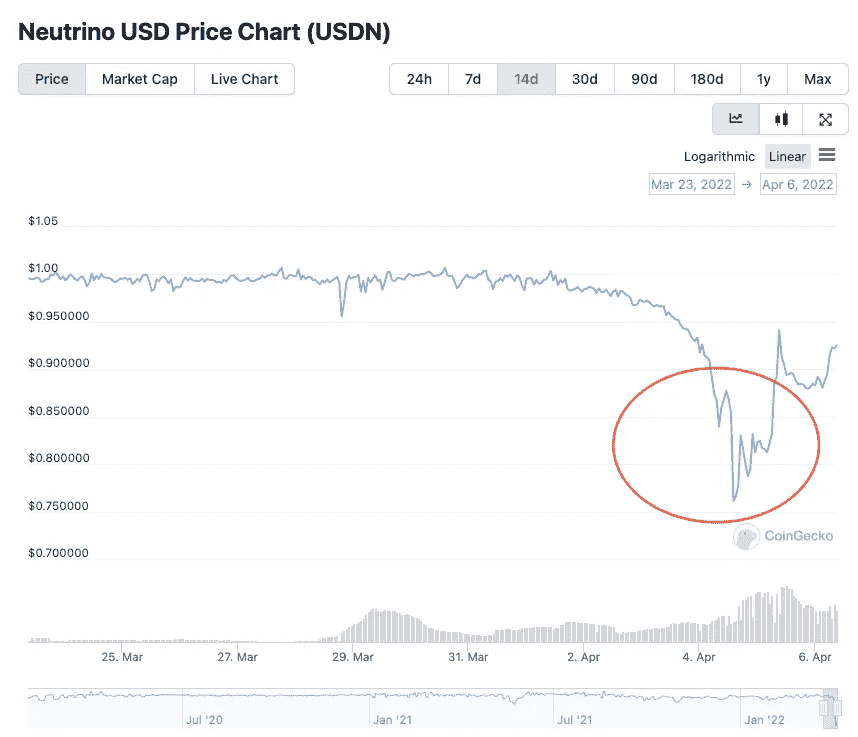 Neutrino USD Price Chart (USDN)
Price Market Cap Live Chart 24h 7d 14d 30d 90d 180d 1y Max
Logarithmic Linear
Mar 23, 2022 → Apr 6, 2022
$1.05
$1.00
$0.950000
$0.900000
$0.850000
$0.800000
$0.750000
CoinGecko
$0.700000
25. Mar 27. Mar 29. Mar 31. Mar 2. Apr 4. Apr 6. Apr
Jul '20 Jan '21 Jul '21 Jan '22